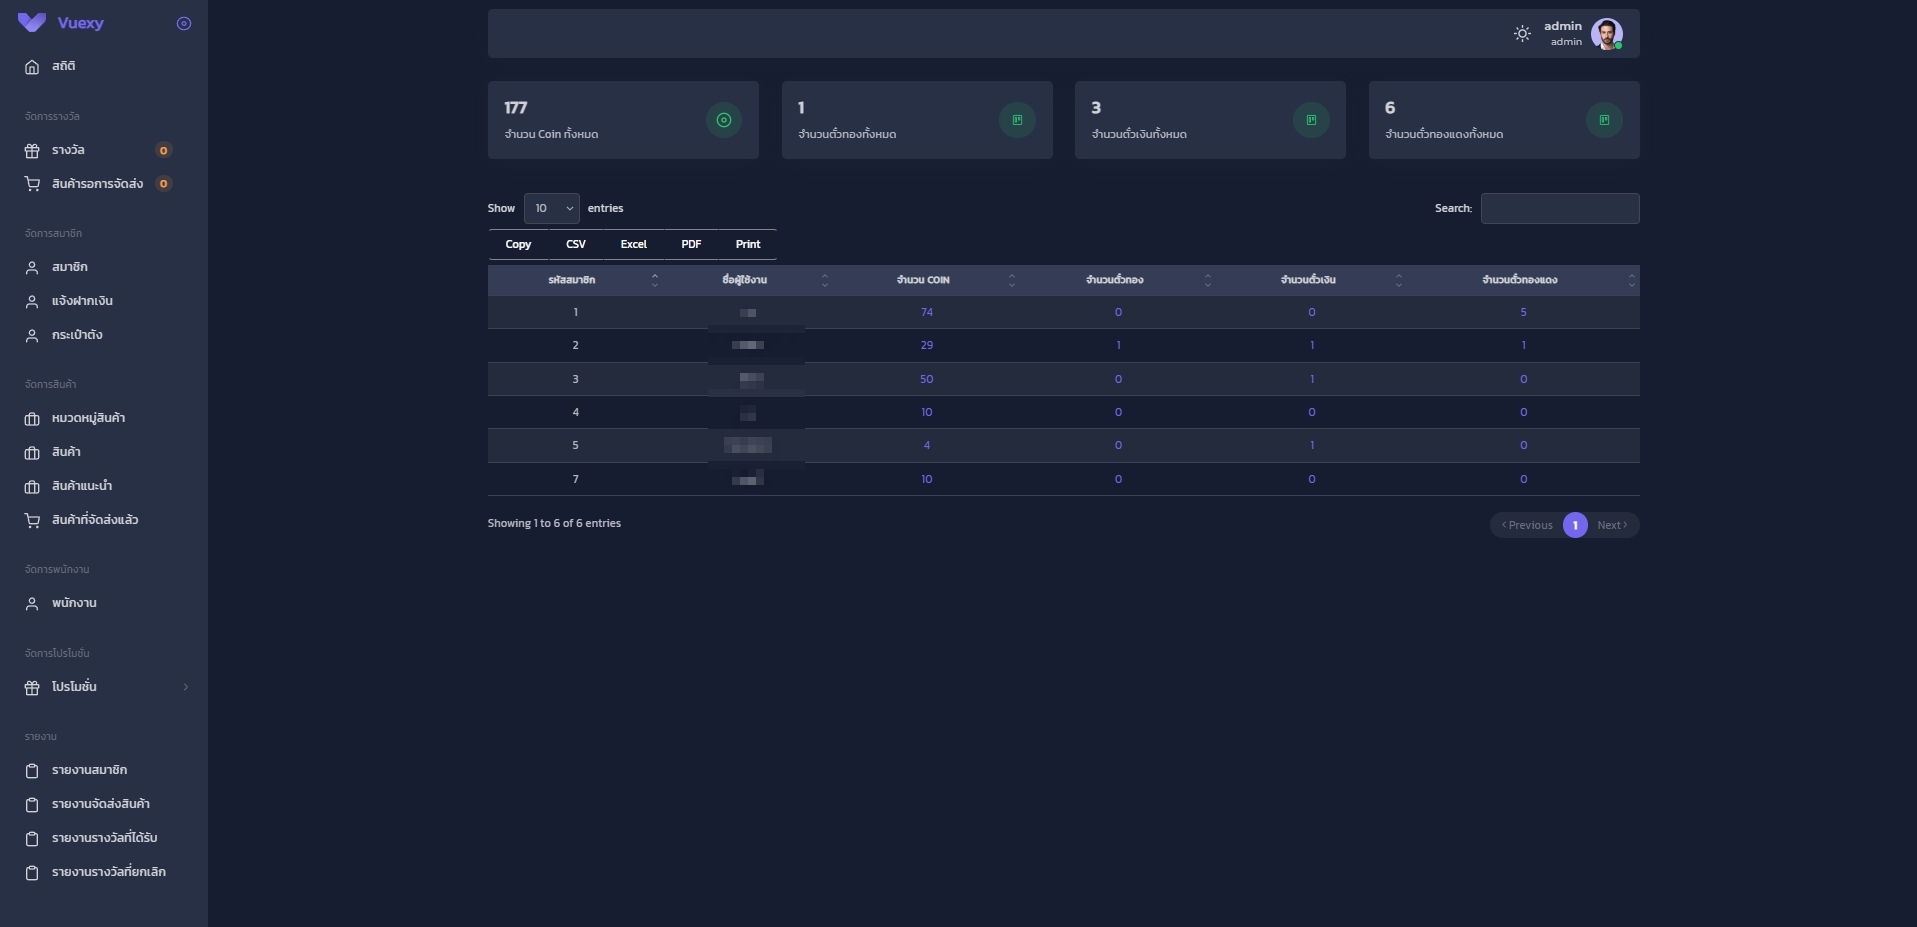 Vuexy
สถิติ
จัดการรางวัล
รางวัล 0
สินค้ารอการจัดส่ง 0
จัดการสมาชิก
สมาชิก
แจ้งฝากเงิน
กระเป๋าตัง
จัดการสินค้า
หมวดหมู่สินค้า
สินค้า
สินค้าแนะนำ
สินค้าที่จัดส่งแล้ว
จัดการพนักงาน
พนักงาน
จัดการโปรโมชั่น
โปรโมชั่น
รายงาน
รายงานสมาชิก
รายงานจัดส่งสินค้า
รายงานรางวัลที่ได้รับ
รายงานรางวัลที่ยกเลิก
admin
admin
177
จำนวน Coin ทั้งหมด
1
จำนวนตั๋วทองทั้งหมด
3
จำนวนตั๋วเงินทั้งหมด
6
จำนวนตั๋วทองแดงทั้งหมด
Show 10 entries
Search:
Copy CSV Excel PDF Print
รหัสสมาชิก ชื่อผู้ใช้งาน จำนวน COIN จำนวนตั๋วทอง จำนวนตั๋วเงิน จำนวนตั๋วทองแดง
1 74 0 0 5
2 29 1 1 1
3 50 0 1 0
4 10 0 0 0
5 4 0 1 0
7 10 0 0 0
Showing 1 to 6 of 6 entries
Previous 1 Next